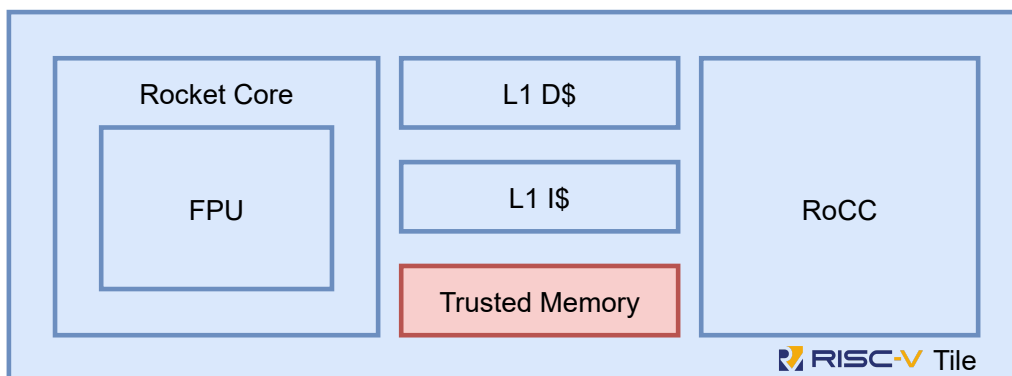 Rocket Core
FPU
L1 D$
L1 I$
Trusted Memory
RoCC
RISC-V Tile